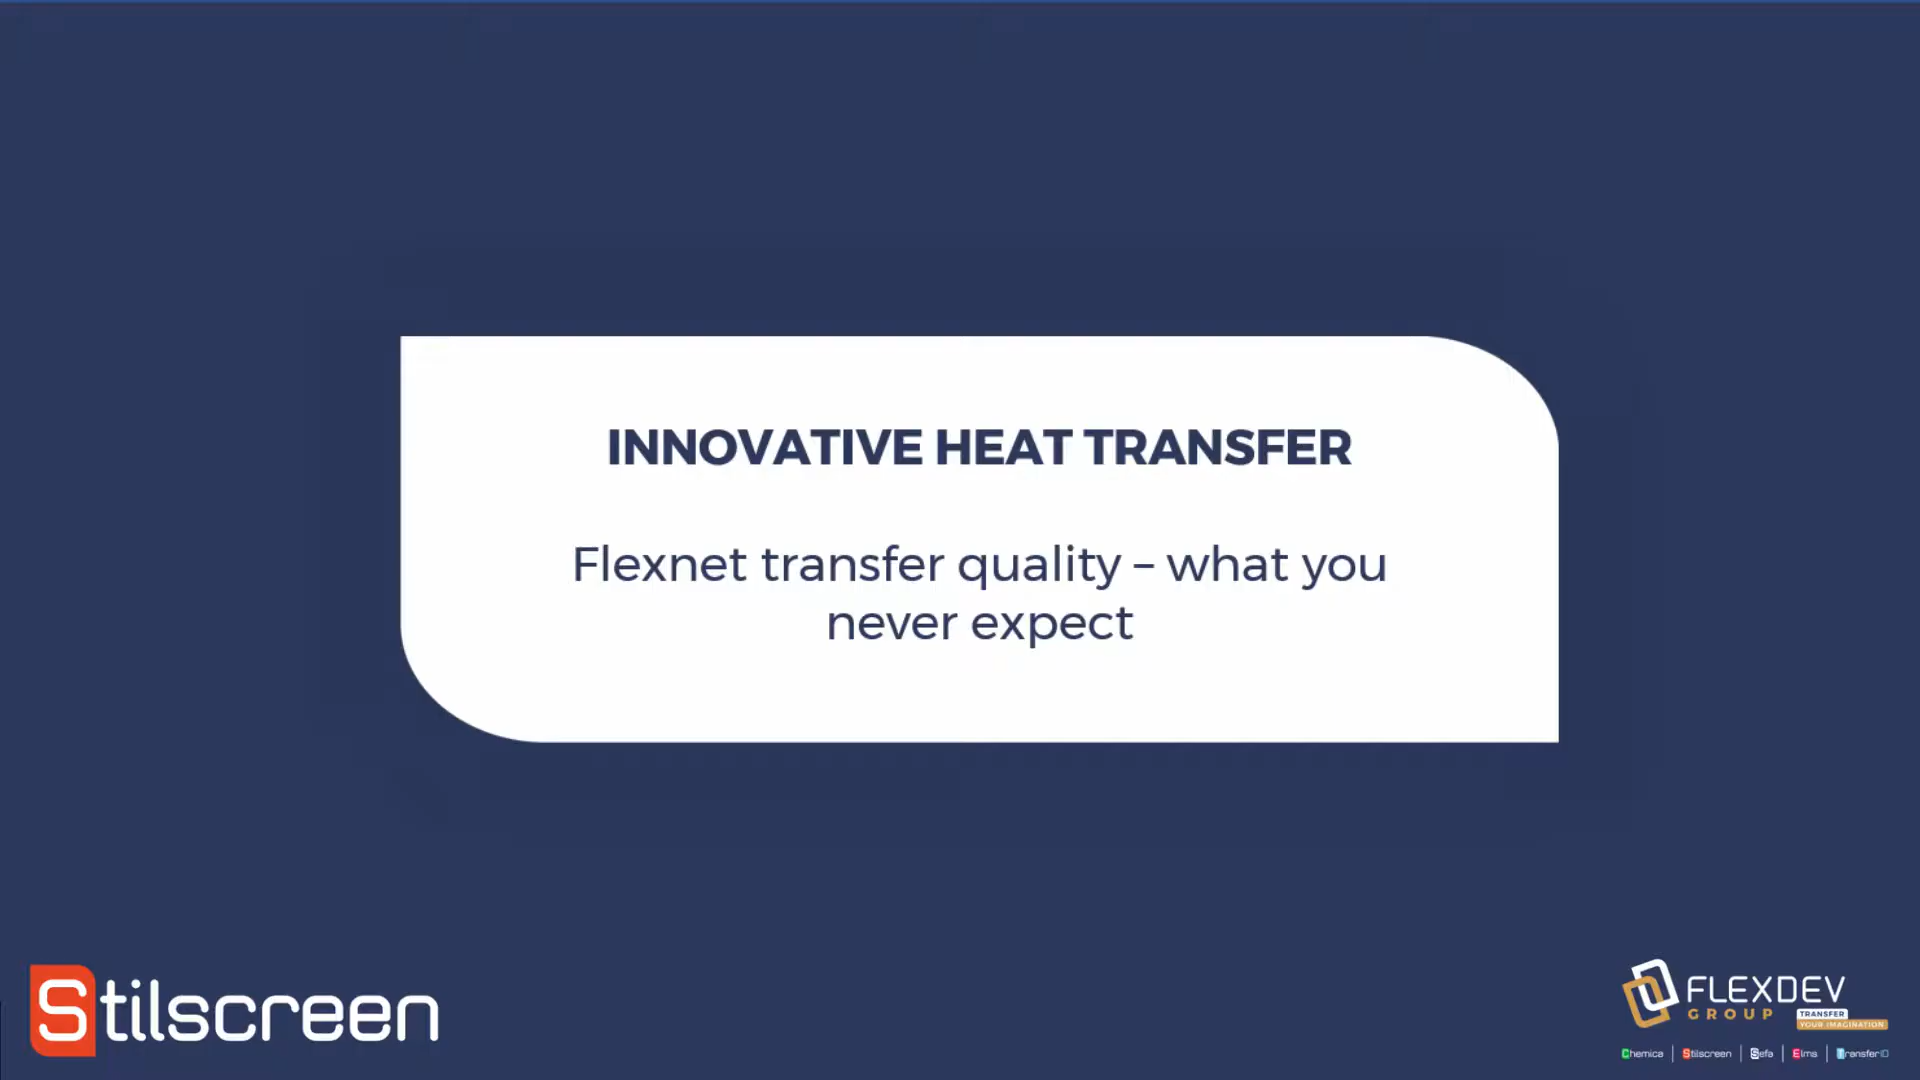 INNOVATIVE HEAT TRANSFER
Flexnet transfer quality – what you
never expect
Stilscreen
FLEXDEV
GROUP
TRANSFER
YOUR IMAGINATION
Chemica | Stilscreen | Sefa | Elms | TransferID